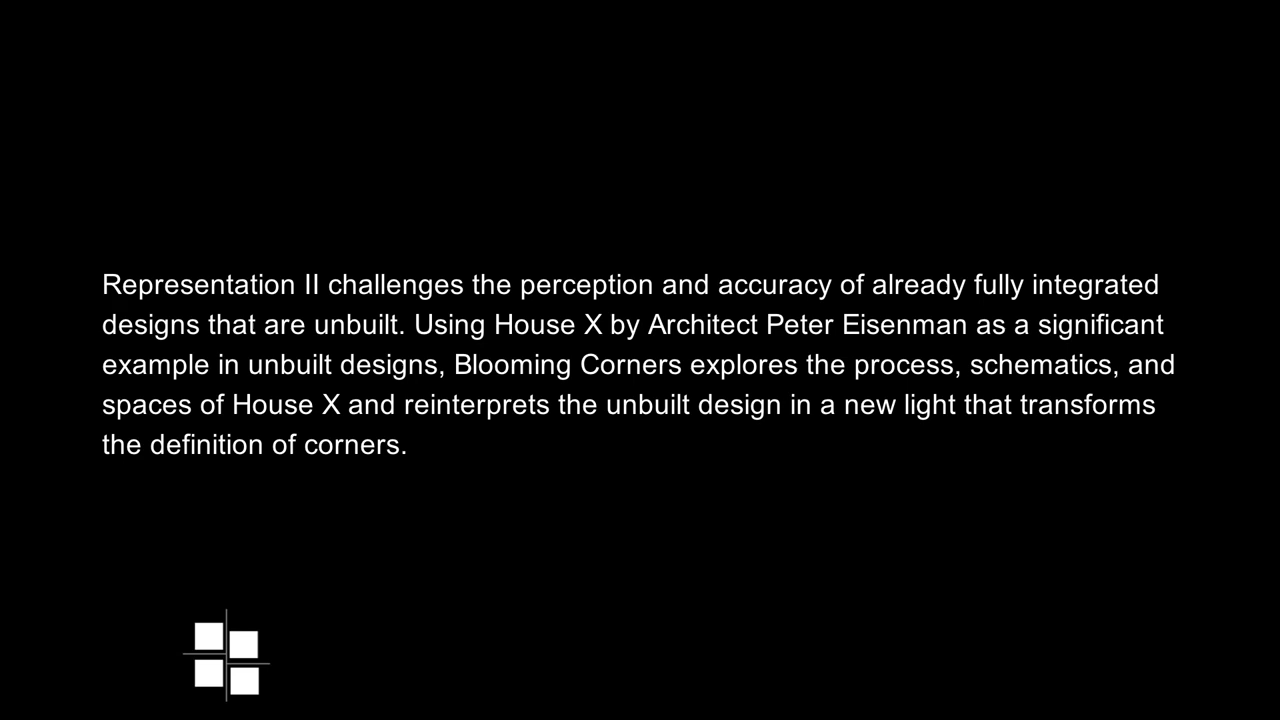 Representation II challenges the perception and accuracy of already fully integrated
designs that are unbuilt. Using House X by Architect Peter Eisenman as a significant
example in unbuilt designs, Blooming Corners explores the process, schematics, and
spaces of House X and reinterprets the unbuilt design in a new light that transforms
the definition of corners.